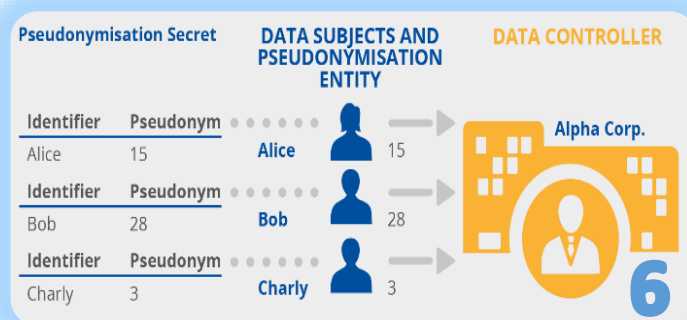 Pseudonymisation Secret
DATA SUBJECTS AND
PSEUDONYMISATION
ENTITY
DATA CONTROLLER
Identifier Pseudonym
Alice 15
Alice 15
Alpha Corp.
Identifier Pseudonym
Bob 28
Bob 28
Identifier Pseudonym
Charly 3
Charly 3
6